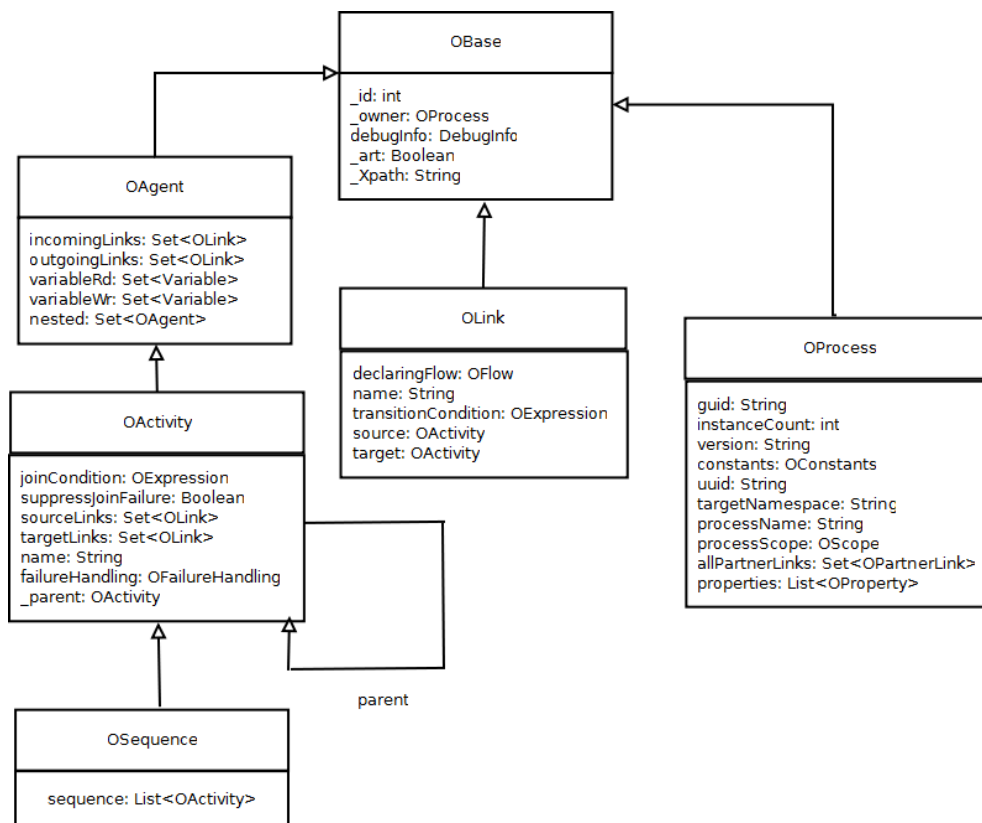 OBase
_id: int
_owner: OProcess
debugInfo: DebugInfo
_art: Boolean
_Xpath: String
OAgent
incomingLinks: Set<OLink>
outgoingLinks: Set<OLink>
variableRd: Set<Variable>
variableWr: Set<Variable>
nested: Set<OAgent>
OLink
declaringFlow: OFlow
name: String
transitionCondition: OExpression
source: OActivity
target: OActivity
OProcess
guid: String
instanceCount: int
version: String
constants: OConstants
uuid: String
targetNamespace: String
processName: String
processScope: OScope
allPartnerLinks: Set<OPartnerLink>
properties: List<OProperty>
OActivity
joinCondition: OExpression
suppressJoinFailure: Boolean
sourceLinks: Set<OLink>
targetLinks: Set<OLink>
name: String
failureHandling: OFailureHandling
_parent: OActivity
parent
OSequence
sequence: List<OActivity>